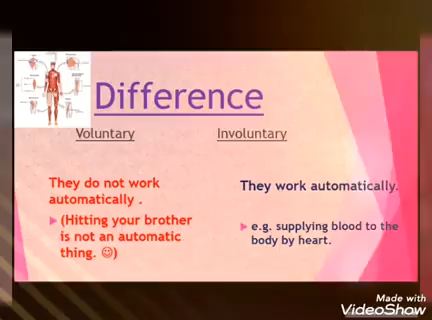 Difference
Voluntary
Involuntary
They do not work
automatically .
(Hitting your brother
is not an automatic
thing. ☺)
They work automatically.
e.g. supplying blood to the
body by heart.
Made with
VideoShow